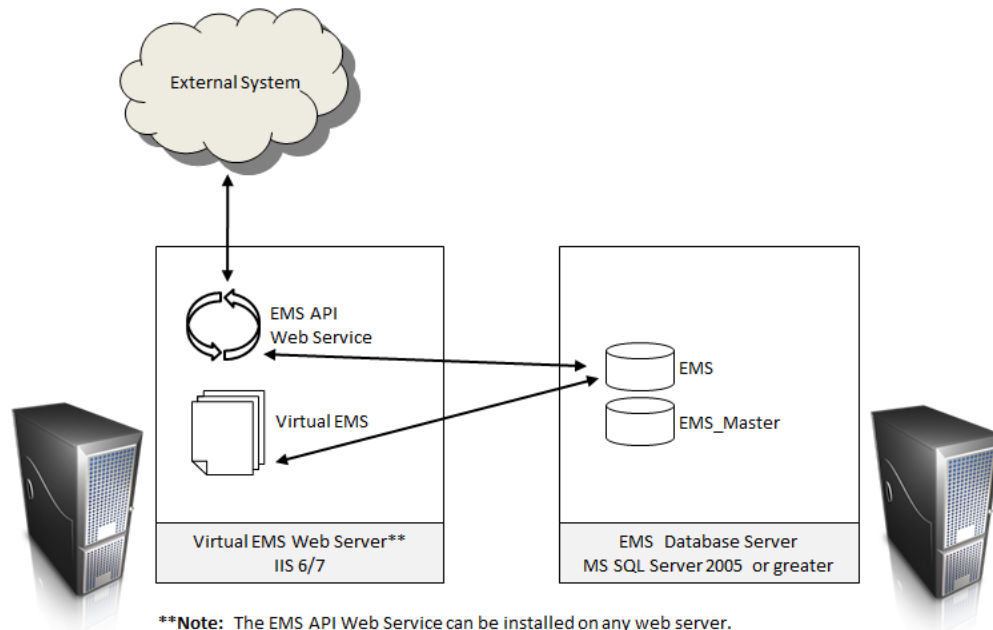 External System
EMS API
Web Service
Virtual EMS
EMS
EMS_Master
Virtual EMS Web Server**
IIS 6/7
EMS Database Server
MS SQL Server 2005 or greater
**Note: The EMS API Web Service can be installed on any web server.